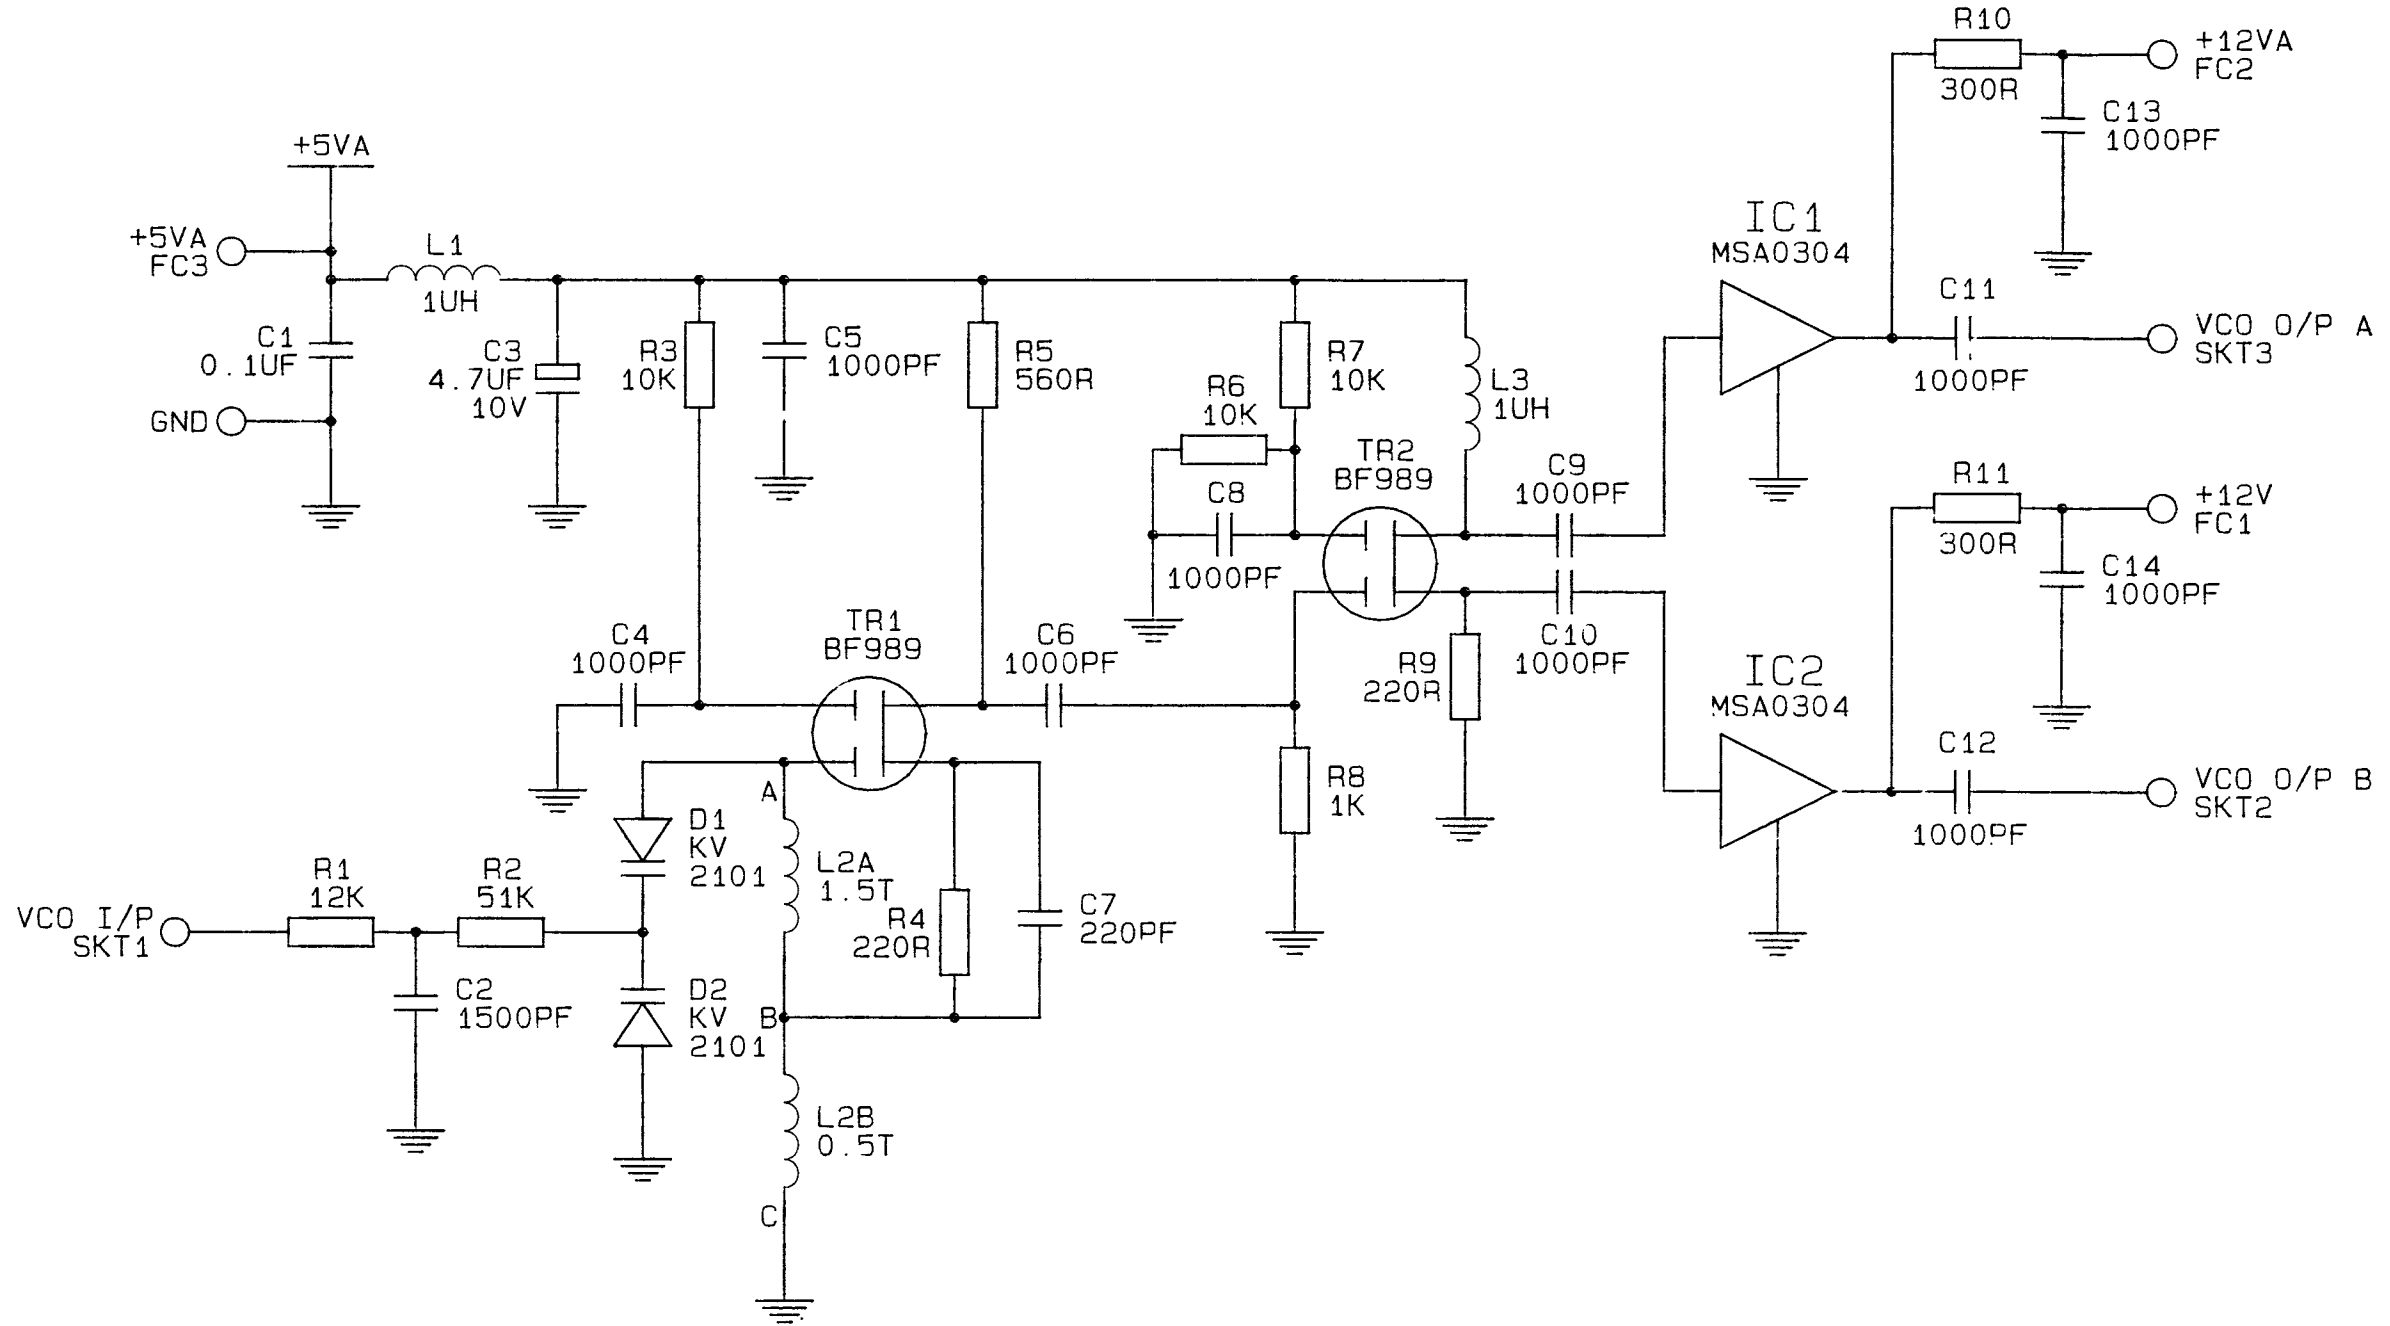 R10
300R
+12VA
FC2
C13
1000PF
+5VA
+5VA
FC3
L1
1UH
C1
0.1UF
GND
C3
4.7UF
10V
R3
10K
C5
1000PF
R5
560R
R6
10K
R7
10K
L3
1UH
C8
1000PF
TR2
BF989
C9
1000PF
C10
1000PF
IC1
MSA0304
C11
1000PF
VCO O/P A
SKT3
R11
300R
+12V
FC1
C14
1000PF
C4
1000PF
TR1
BF989
C6
1000PF
R9
220R
IC2
MSA0304
C12
1000PF
VCO O/P B
SKT2
R8
1K
A
D1
KV
2101
L2A
1.5T
R4
220R
C7
220PF
VCO I/P
SKT1
R1
12K
R2
51K
C2
1500PF
D2
KV
2101
B
L2B
0.5T
C